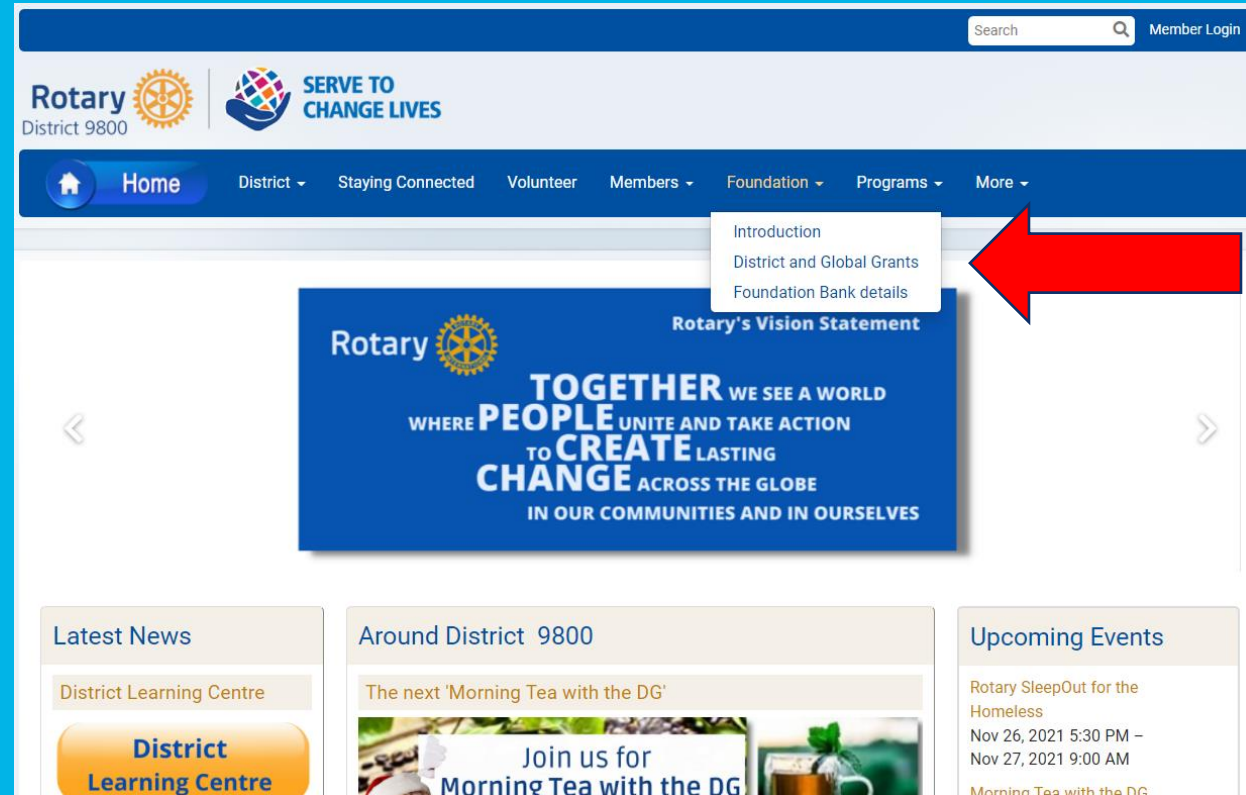 Search
Member Login
Rotary
District 9800
SERVE TO
CHANGE LIVES
Home
District
Staying Connected
Volunteer
Members
Foundation
Programs
More
Introduction
District and Global Grants
Foundation Bank details
Rotary
Rotary's Vision Statement
TOGETHER WE SEE A WORLD
WHERE PEOPLE UNITE AND TAKE ACTION
TO CREATE LASTING
CHANGE ACROSS THE GLOBE
IN OUR COMMUNITIES AND IN OURSELVES
Latest News
District Learning Centre
District
Learning Centre
Around District 9800
The next 'Morning Tea with the DG'
Join us for
Morning Tea with the DG
Upcoming Events
Rotary SleepOut for the
Homeless
Nov 26, 2021 5:30 PM –
Nov 27, 2021 9:00 AM
Morning Tea with the DG